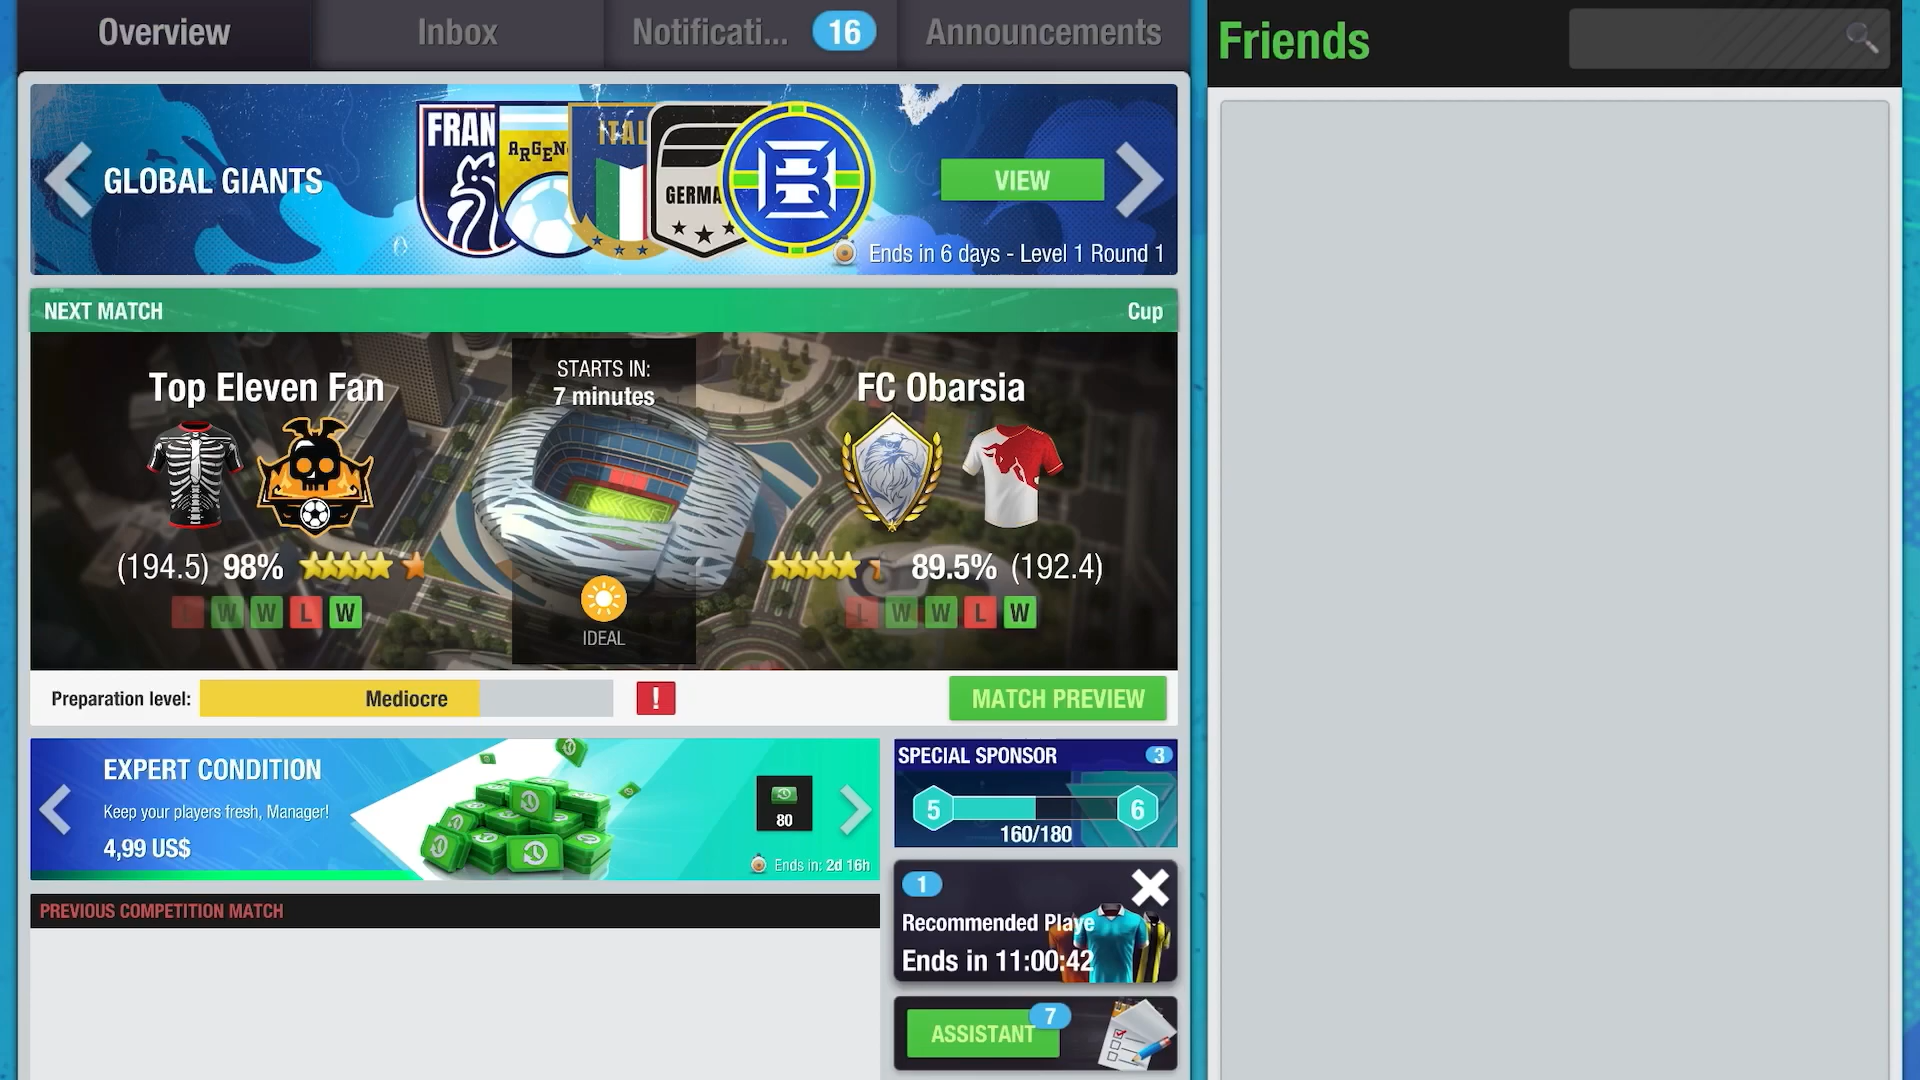 Overview
Inbox
Notificati...
16
Announcements
Friends
GLOBAL GIANTS
FRAN
ARGEN
ITAL
GERMA
B
VIEW
Ends in 6 days - Level 1 Round 1
NEXT MATCH
Cup
Top Eleven Fan
STARTS IN:
7 minutes
FC Obarsia
(194.5) 98%
89.5% (192.4)
L W W L W
IDEAL
L W W L W
Preparation level:
Mediocre
!
MATCH PREVIEW
EXPERT CONDITION
Keep your players fresh, Manager!
4,99 US$
80
Ends in: 2d 16h
SPECIAL SPONSOR
3
5
6
160/180
1
Recommended Playe
Ends in 11:00:42
PREVIOUS COMPETITION MATCH
ASSISTANT
7